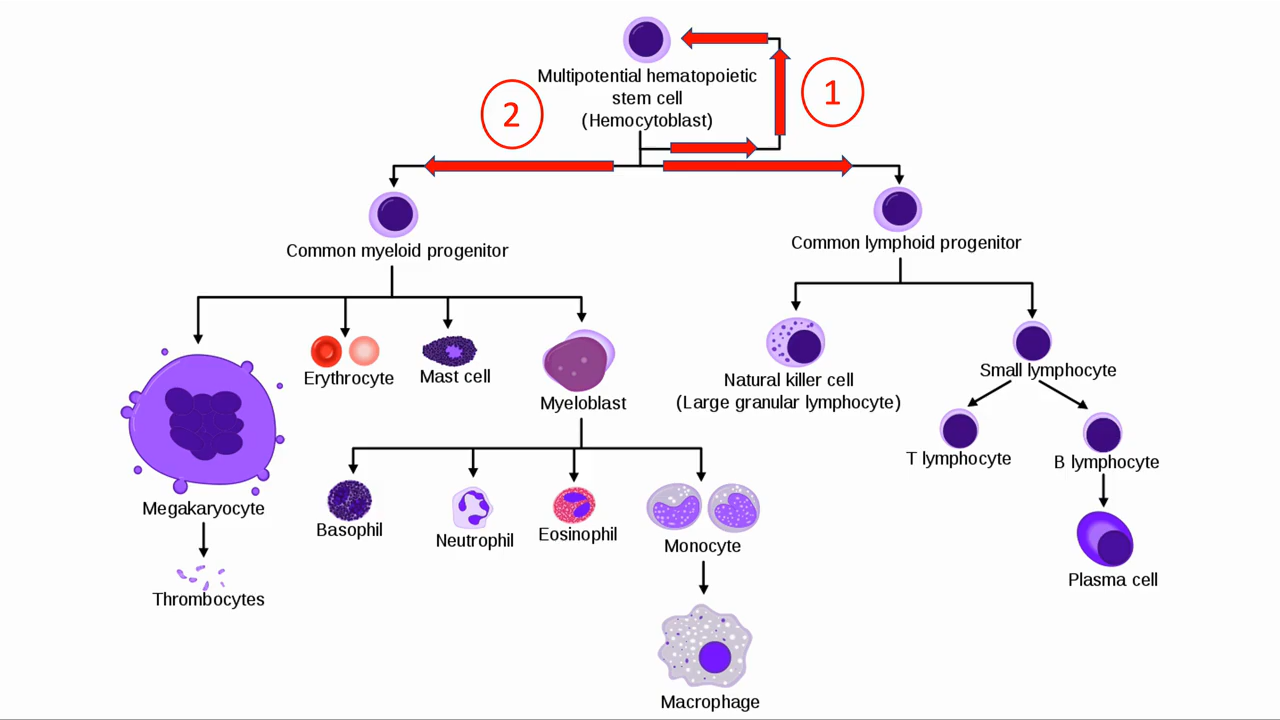 Multipotential hematopoietic
stem cell
(Hemocytoblast)
1
2
Common myeloid progenitor
Common lymphoid progenitor
Erythrocyte
Mast cell
Myeloblast
Natural killer cell
(Large granular lymphocyte)
Small lymphocyte
T lymphocyte
B lymphocyte
Megakaryocyte
Basophil
Neutrophil
Eosinophil
Monocyte
Plasma cell
Thrombocytes
Macrophage